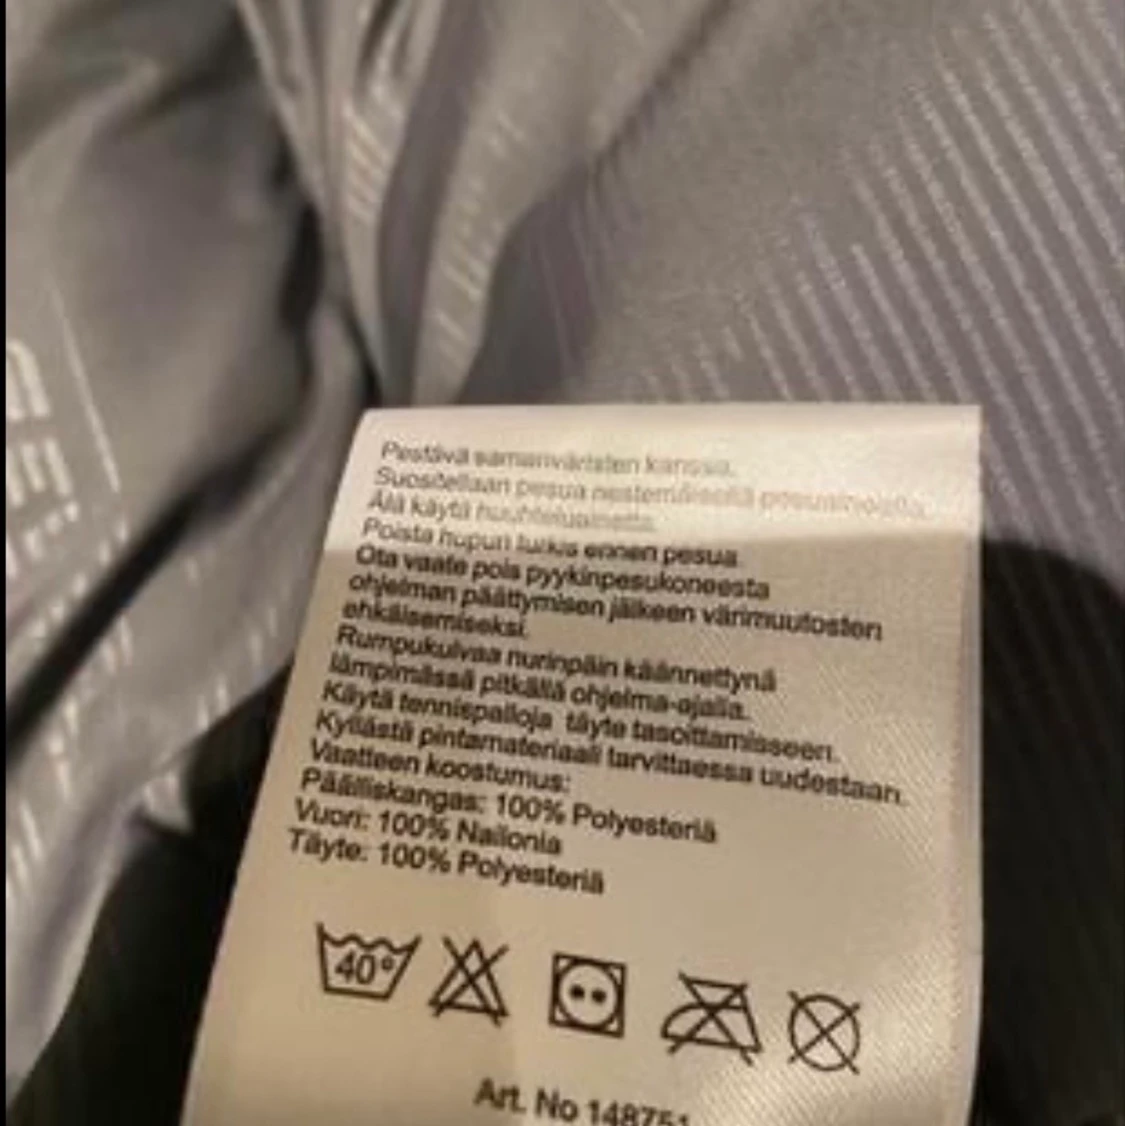 Pestävä samanväristen kanssa.
Suositellaan pesua nestemäisellä pesuaineella.
Älä käytä huuhteluainetta.
Poista hupun turkis ennen pesua.
Ota vaate pois pyykinpesukoneesta
ohjelman päättymisen jälkeen värimuutosten
ehkäisemiseksi.
Rumpukuivaa nurinpäin käännettynä
lämpimässä pitkällä ohjelma-ajalla.
Käytä tennispalloja täyte tasoittamisseen.
Kyllästä pintamateriaali tarvittaessa uudestaan.
Vaatteen koostumus:
Päälliskangas: 100% Polyesteriä
Vuori: 100% Nailonia
Täyte: 100% Polyesteriä
40°
Art. No 148751